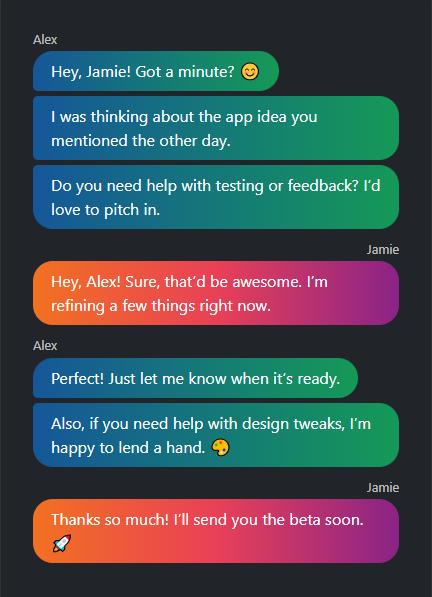 Alex
Hey, Jamie! Got a minute? 😊
I was thinking about the app idea you
mentioned the other day.
Do you need help with testing or feedback? I’d
love to pitch in.
Jamie
Hey, Alex! Sure, that’d be awesome. I’m
refining a few things right now.
Alex
Perfect! Just let me know when it’s ready.
Also, if you need help with design tweaks, I’m
happy to lend a hand. 🎨
Jamie
Thanks so much! I’ll send you the beta soon.
🚀